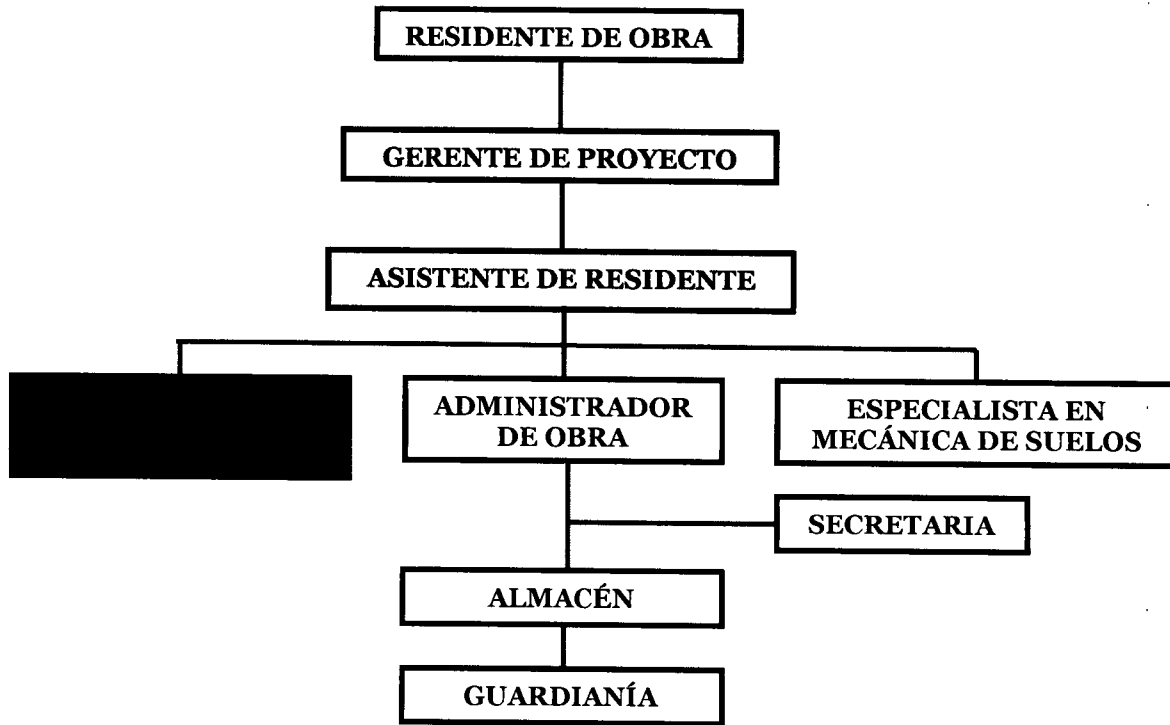 RESIDENTE DE OBRA
GERENTE DE PROYECTO
ASISTENTE DE RESIDENTE
ADMINISTRADOR
DE OBRA
ESPECIALISTA EN
MECÁNICA DE SUELOS
SECRETARIA
ALMACÉN
GUARDIANÍA